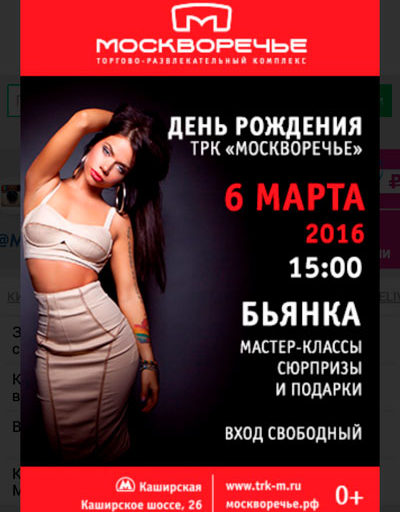 МОСКВОРЕЧЬЕ
ТОРГОВО-РАЗВЛЕКАТЕЛЬНЫЙ КОМПЛЕКС
ДЕНЬ РОЖДЕНИЯ
ТРК «МОСКВОРЕЧЬЕ»
6 МАРТА
2016
15:00
БЬЯНКА
МАСТЕР-КЛАССЫ
СЮРПРИЗЫ
И ПОДАРКИ
ВХОД СВОБОДНЫЙ
Каширская
Каширское шоссе, 26
www.trk-m.ru
москворечье.рф
0+